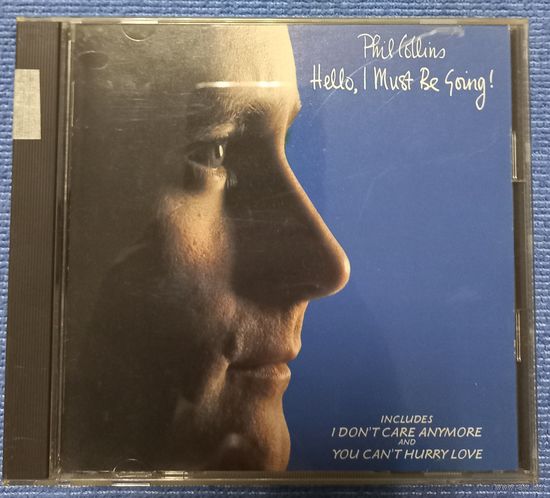 Phil Collins
Hello, I Must Be Going!
INCLUDES
I DON'T CARE ANYMORE
AND
YOU CAN'T HURRY LOVE